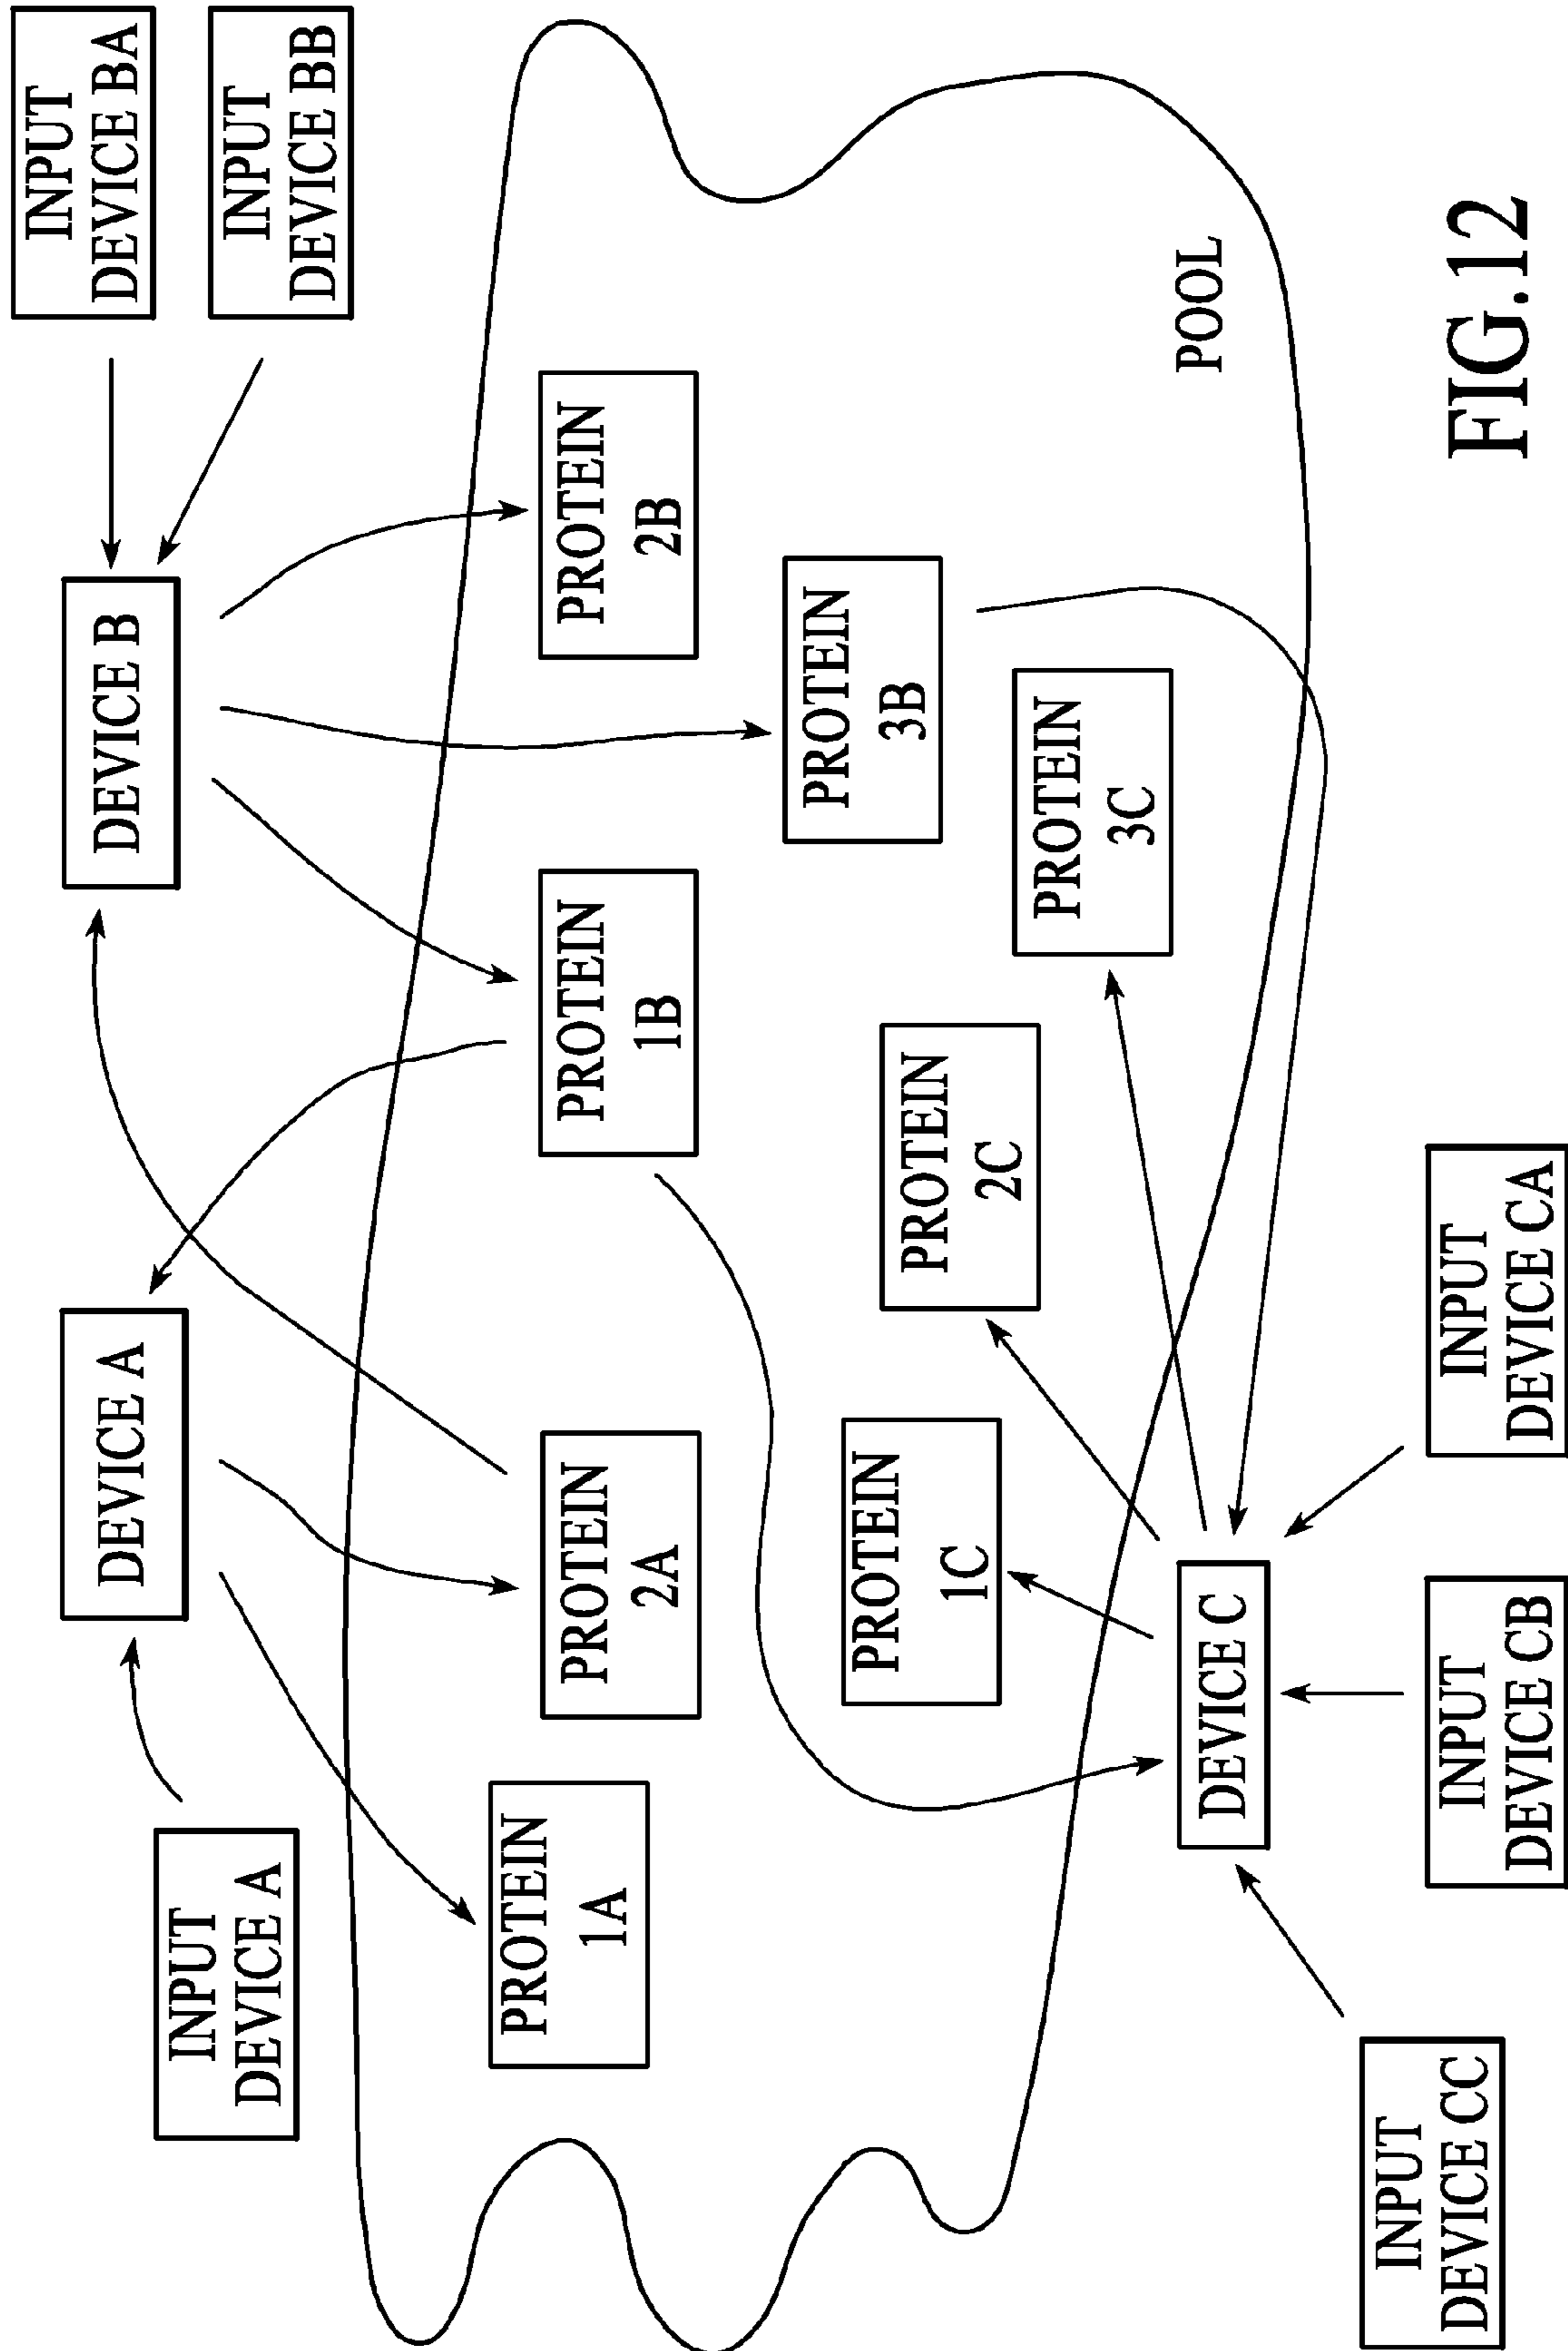 INPUT
DEVICE A
DEVICE A
DEVICE B
INPUT
DEVICE BA
INPUT
DEVICE BB
PROTEIN
1A
PROTEIN
2A
PROTEIN
1B
PROTEIN
2B
PROTEIN
3B
PROTEIN
1C
PROTEIN
2C
PROTEIN
3C
POOL
DEVICE C
INPUT
DEVICE CC
INPUT
DEVICE CB
INPUT
DEVICE CA
FIG.12